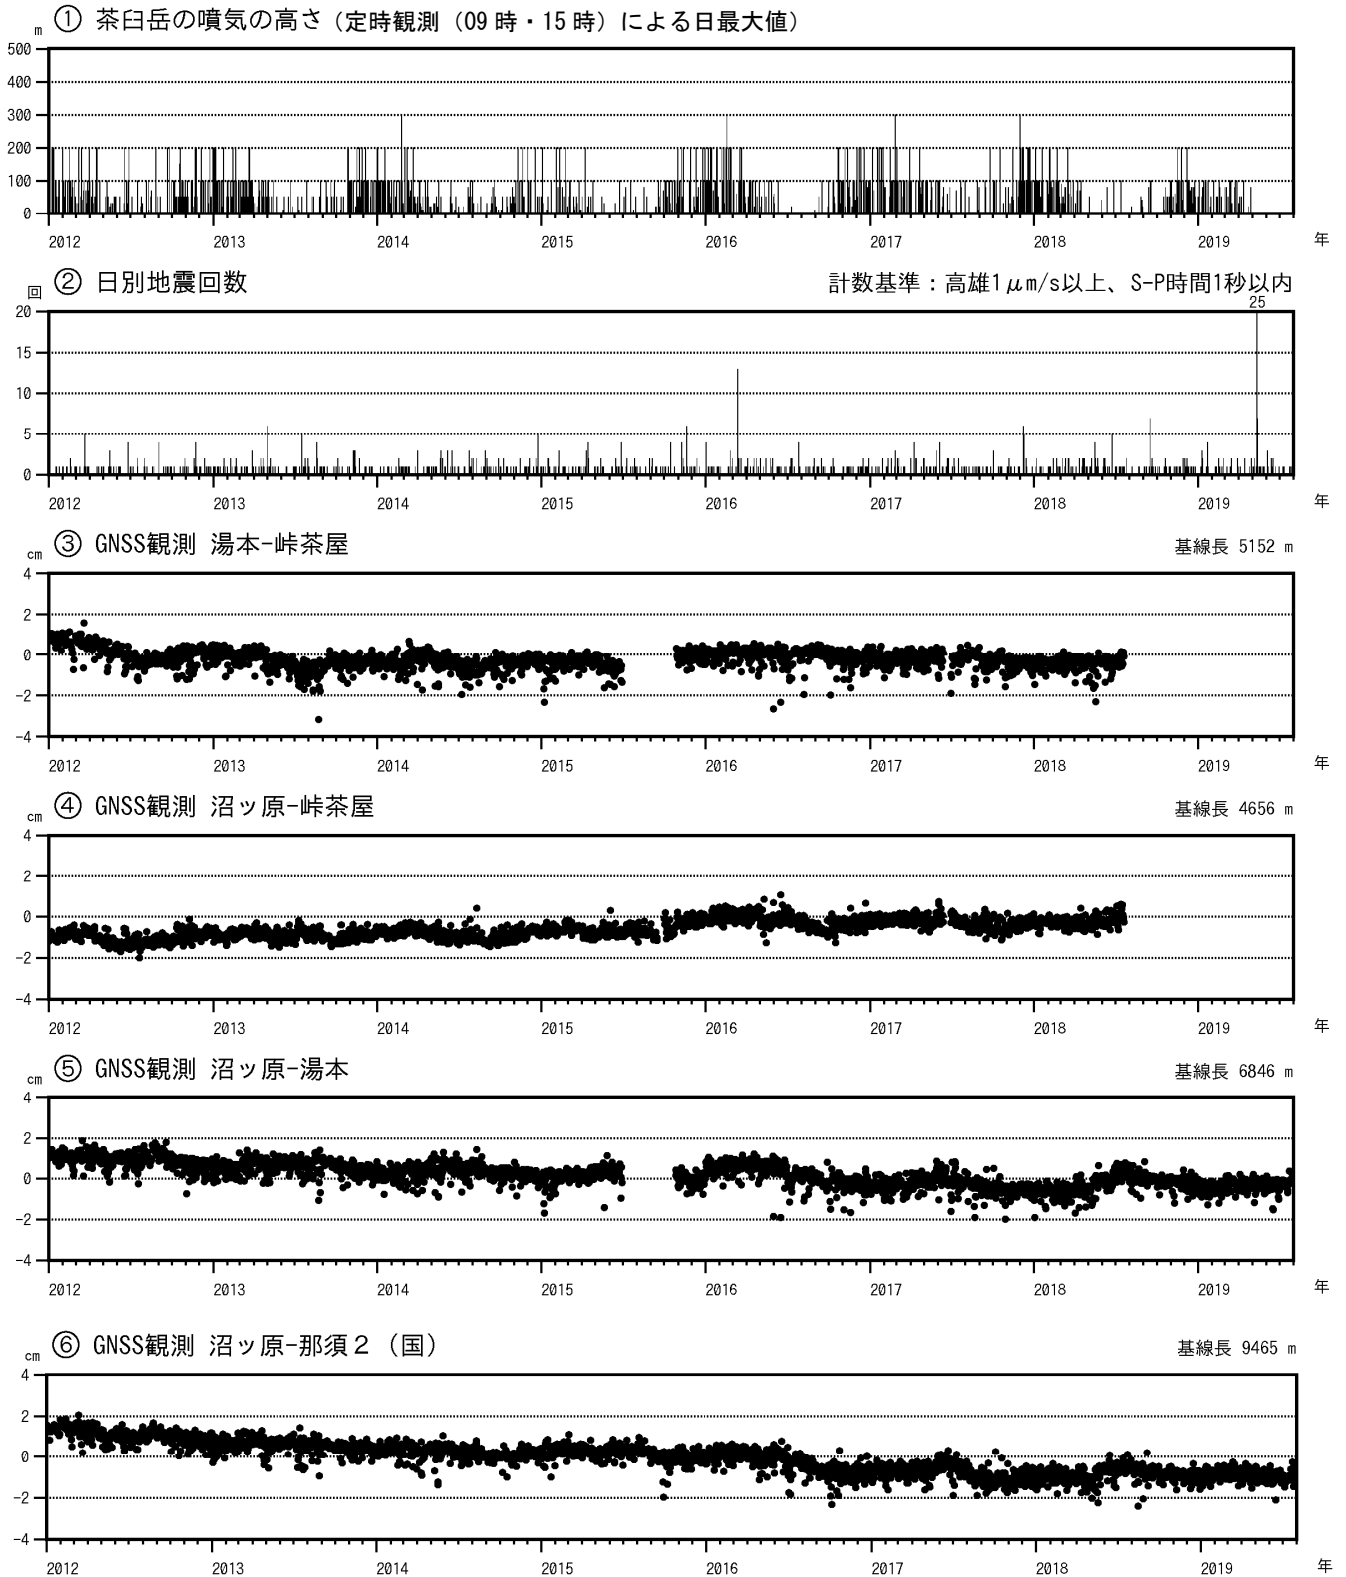 ① 茶臼岳の噴気の高さ（定時観測（09 時・15 時）による日最大値）
m
500
400
300
200
100
0
2012 2013 2014 2015 2016 2017 2018 2019 年
② 日別地震回数 計数基準：高雄1μm/s以上、S-P時間1秒以内
回
25
20
15
10
5
0
2012 2013 2014 2015 2016 2017 2018 2019 年
③ GNSS観測 湯本-峠茶屋 基線長 5152 m
cm
4
2
0
-2
-4
2012 2013 2014 2015 2016 2017 2018 2019 年
④ GNSS観測 沼ッ原-峠茶屋 基線長 4656 m
cm
4
2
0
-2
-4
2012 2013 2014 2015 2016 2017 2018 2019 年
⑤ GNSS観測 沼ッ原-湯本 基線長 6846 m
cm
4
2
0
-2
-4
2012 2013 2014 2015 2016 2017 2018 2019 年
⑥ GNSS観測 沼ッ原-那須２（国） 基線長 9465 m
cm
4
2
0
-2
-4
2012 2013 2014 2015 2016 2017 2018 2019 年